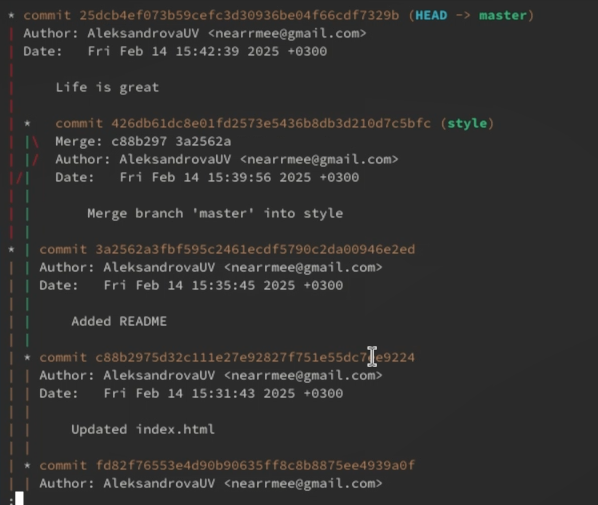 * commit 25dcb4ef073b59cefc3d30936be04f66cdf7329b (HEAD -> master)
| Author: AleksandrovaUV <nearrmee@gmail.com>
| Date:   Fri Feb 14 15:42:39 2025 +0300
|
|     Life is great
|
| *   commit 426db61dc8e01fd2573e5436b8db3d210d7c5bfc (style)
| |\  Merge: c88b297 3a2562a
| |/  Author: AleksandrovaUV <nearrmee@gmail.com>
|/|   Date:   Fri Feb 14 15:39:56 2025 +0300
| |
| |       Merge branch 'master' into style
| |
* | commit 3a2562a3fbf595c2461ecdf5790c2da00946e2ed
| | Author: AleksandrovaUV <nearrmee@gmail.com>
| | Date:   Fri Feb 14 15:35:45 2025 +0300
| |
| |     Added README
| |
| * commit
| | Author: AleksandrovaUV <nearrmee@gmail.com>
| | Date:   Fri Feb 14 15:31:43 2025 +0300
| |
| |     Updated index.html
| |
| * commit fd82f76553e4d90b90635ff8c8b8875ee4939a0f
| | Author: AleksandrovaUV <nearrmee@gmail.com>
: